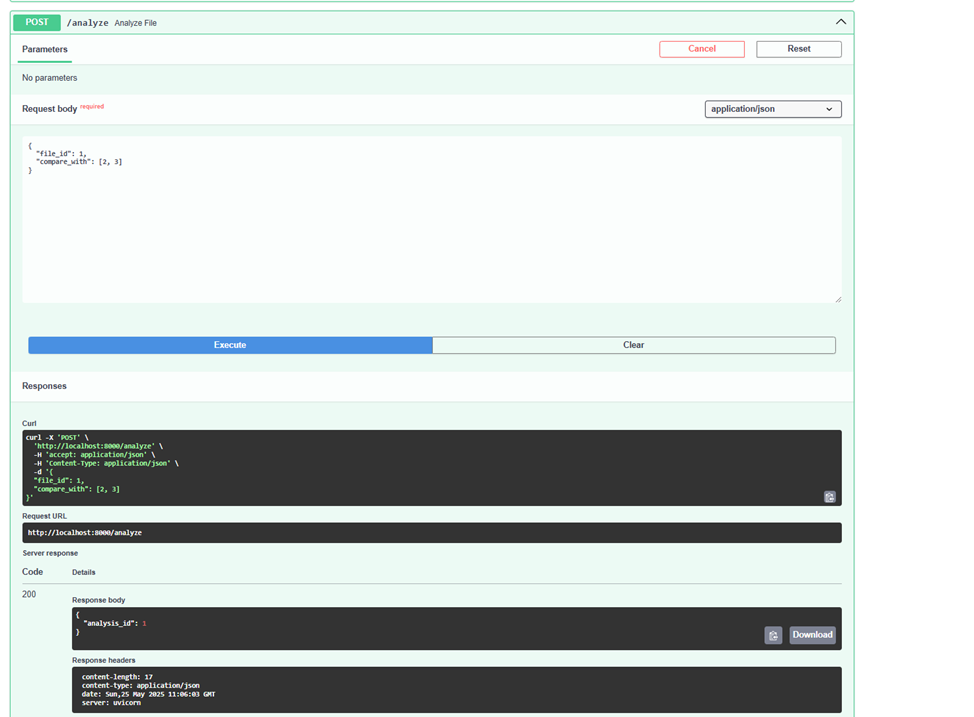 POST /analyze Analyze File
Parameters
Cancel
Reset
No parameters
Request body required
application/json
{
  "file_id": 1,
  "compare_with": [2, 3]
}
Execute
Clear
Responses
Curl
curl -X 'POST' \
  'http://localhost:8000/analyze' \
  -H 'accept: application/json' \
  -H 'Content-Type: application/json' \
  -d '{
  "file_id": 1,
  "compare_with": [2, 3]
}'
Request URL
http://localhost:8000/analyze
Server response
Code
Details
200
Response body
{
  "analysis_id": 1
}
Download
Response headers
content-length: 17
content-type: application/json
date: Sun,25 May 2025 11:06:03 GMT
server: uvicorn